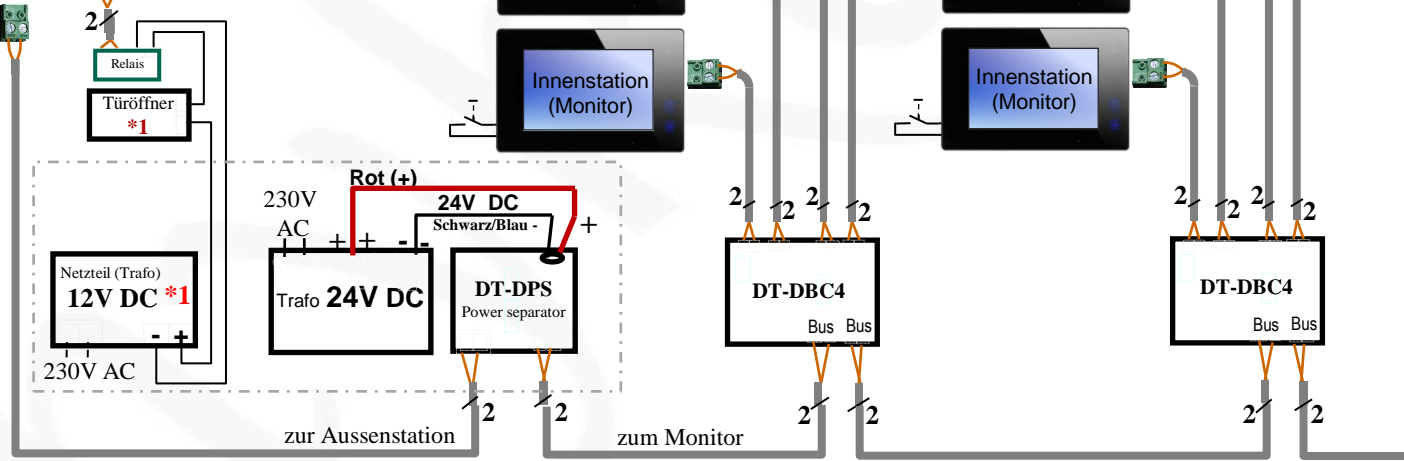 2
Relais
Türöffner
*1
Innenstation
(Monitor)
Innenstation
(Monitor)
230V
AC
Rot (+)
24V DC
Schwarz/Blau -
+
+ + - -
Netzteil (Trafo)
12V DC *1
- +
230V AC
Trafo 24V DC
DT-DPS
Power separator
2 2 2 2
DT-DBC4
Bus Bus
2 2 2 2
DT-DBC4
Bus Bus
2 2 2 2 2 2
zur Aussenstation
zum Monitor